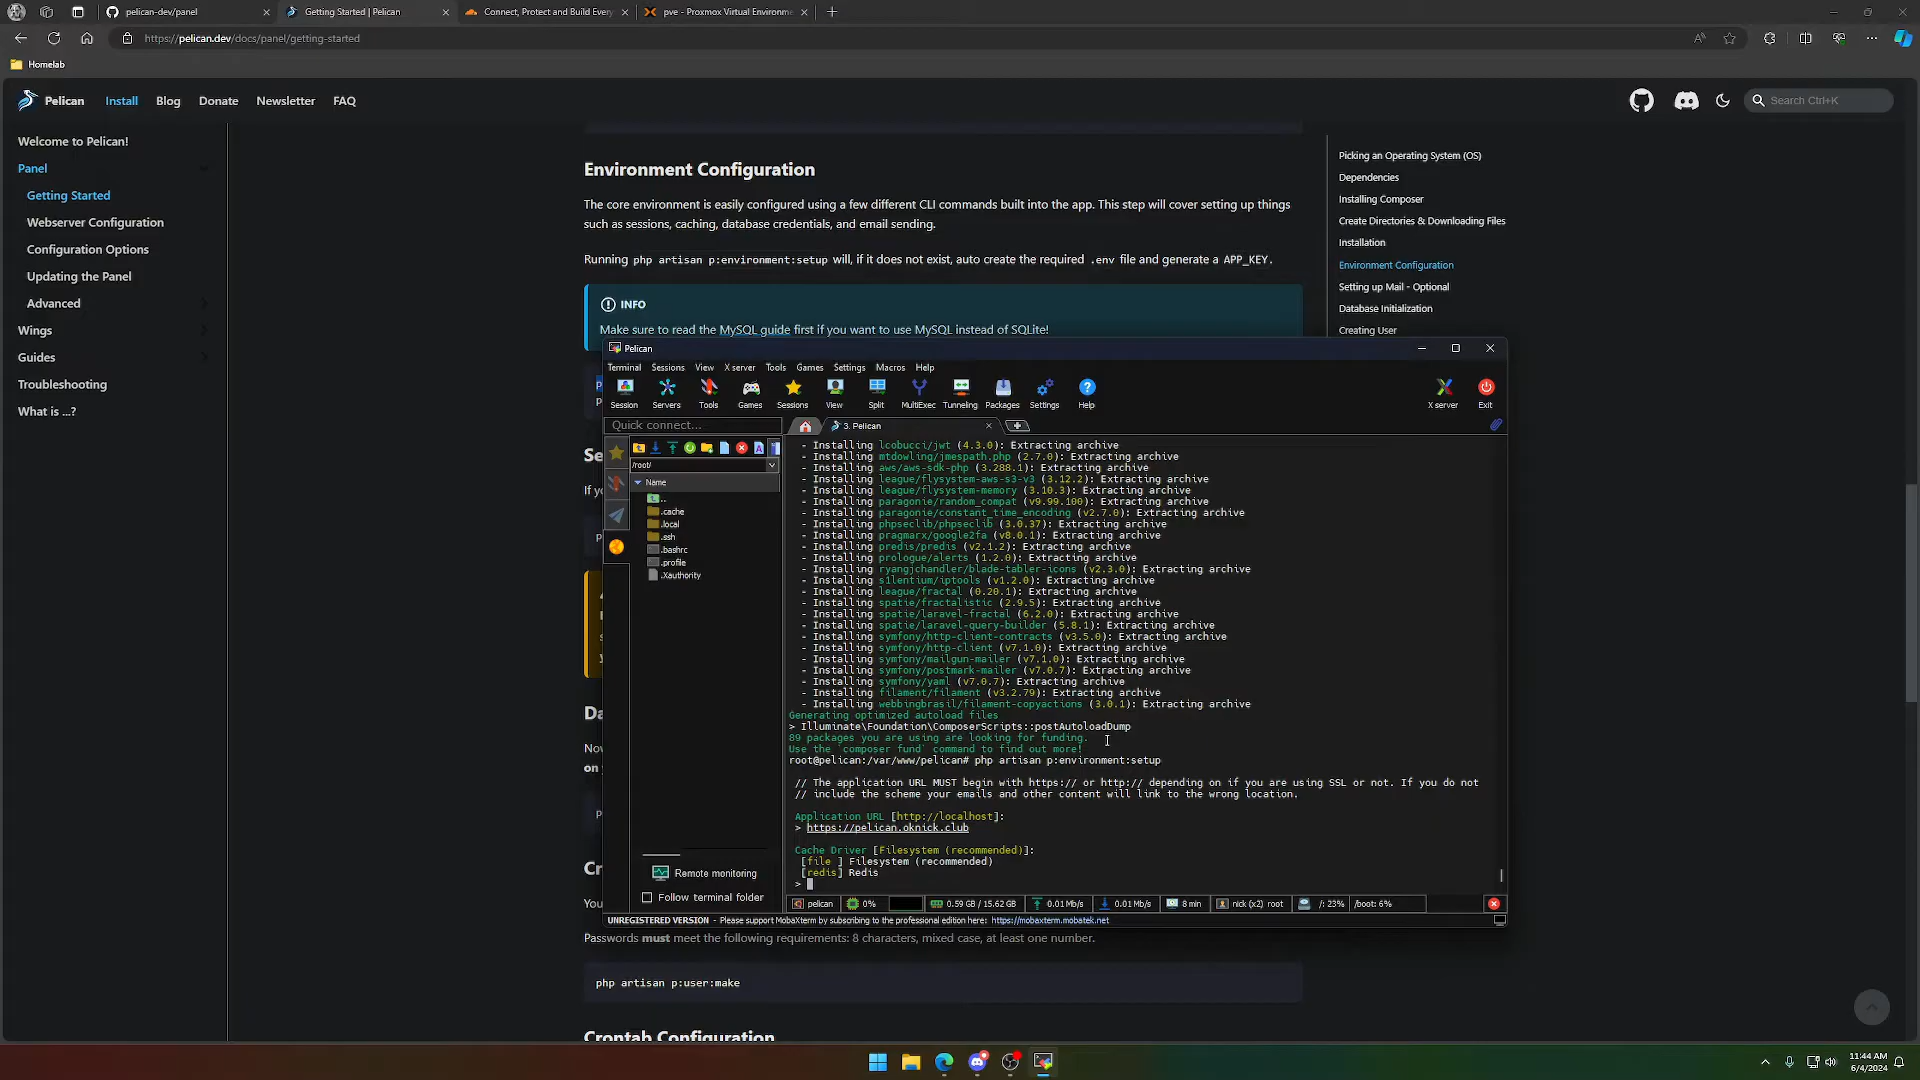 pelican-dev/panel
Getting Started | Pelican
Connect, Protect and Build Every
pve - Proxmox Virtual Environme
https://pelican.dev/docs/panel/getting-started
Homelab
Pelican
Install
Blog
Donate
Newsletter
FAQ
Search Ctrl+K
Welcome to Pelican!
Panel
Getting Started
Webserver Configuration
Configuration Options
Updating the Panel
Advanced
Wings
Guides
Troubleshooting
What is ...?
Environment Configuration
The core environment is easily configured using a few different CLI commands built into the app. This step will cover setting up things
such as sessions, caching, database credentials, and email sending.
Running php artisan p:environment:setup will, if it does not exist, auto create the required .env file and generate a APP_KEY.
INFO
Make sure to read the MySQL guide first if you want to use MySQL instead of SQLite!
Picking an Operating System (OS)
Dependencies
Installing Composer
Create Directories & Downloading Files
Installation
Environment Configuration
Setting up Mail - Optional
Database Initialization
Creating User
Pelican
Terminal Sessions View X server Tools Games Settings Macros Help
Session Servers Tools Games Sessions View Split MultiExec Tunneling Packages Settings Help X server Exit
Quick connect...
3. Pelican
/root/
Name
..
.cache
.local
.ssh
.bashrc
.profile
.Xauthority
Remote monitoring
Follow terminal folder
- Installing lcobucci/jwt (4.3.0): Extracting archive
- Installing mtdowling/jmespath.php (2.7.0): Extracting archive
- Installing aws/aws-sdk-php (3.288.1): Extracting archive
- Installing league/flysystem-aws-s3-v3 (3.12.2): Extracting archive
- Installing league/flysystem-memory (3.10.3): Extracting archive
- Installing paragonie/random_compat (v9.99.100): Extracting archive
- Installing paragonie/constant_time_encoding (v2.7.0): Extracting archive
- Installing phpseclib/phpseclib (3.0.37): Extracting archive
- Installing pragmarx/google2fa (v8.0.1): Extracting archive
- Installing predis/predis (v2.1.2): Extracting archive
- Installing prologue/alerts (1.2.0): Extracting archive
- Installing ryangjchandler/blade-tabler-icons (v2.3.0): Extracting archive
- Installing s1lentium/iptools (v1.2.0): Extracting archive
- Installing league/fractal (0.20.1): Extracting archive
- Installing spatie/fractalistic (2.9.5): Extracting archive
- Installing spatie/laravel-fractal (6.2.0): Extracting archive
- Installing spatie/laravel-query-builder (5.8.1): Extracting archive
- Installing symfony/http-client-contracts (v3.5.0): Extracting archive
- Installing symfony/http-client (v7.1.0): Extracting archive
- Installing symfony/mailgun-mailer (v7.1.0): Extracting archive
- Installing symfony/postmark-mailer (v7.0.7): Extracting archive
- Installing symfony/yaml (v7.0.7): Extracting archive
- Installing filament/filament (v3.2.79): Extracting archive
- Installing webbingbrasil/filament-copyactions (3.0.1): Extracting archive
Generating optimized autoload files
> Illuminate\Foundation\ComposerScripts::postAutoloadDump
89 packages you are using are looking for funding.
Use the `composer fund` command to find out more!
root@pelican:/var/www/pelican# php artisan p:environment:setup
// The application URL MUST begin with https:// or http:// depending on if you are using SSL or not. If you do not
// include the scheme your emails and other content will link to the wrong location.
Application URL [http://localhost]:
> https://pelican.oknick.club
Cache Driver [Filesystem (recommended)]:
[file ] Filesystem (recommended)
[redis] Redis
>
pelican 0% 0.59 GB / 15.62 GB 0.01 Mb/s 0.01 Mb/s 8 min nick (x2) root /: 23% /boot: 6%
UNREGISTERED VERSION - Please support MobaXterm by subscribing to the professional edition here: https://mobaxterm.mobatek.net
Se
If yo
Da
Now
on
Cr
You
Passwords must meet the following requirements: 8 characters, mixed case, at least one number.
php artisan p:user:make
Crontab Configuration
11:44 AM
6/4/2024